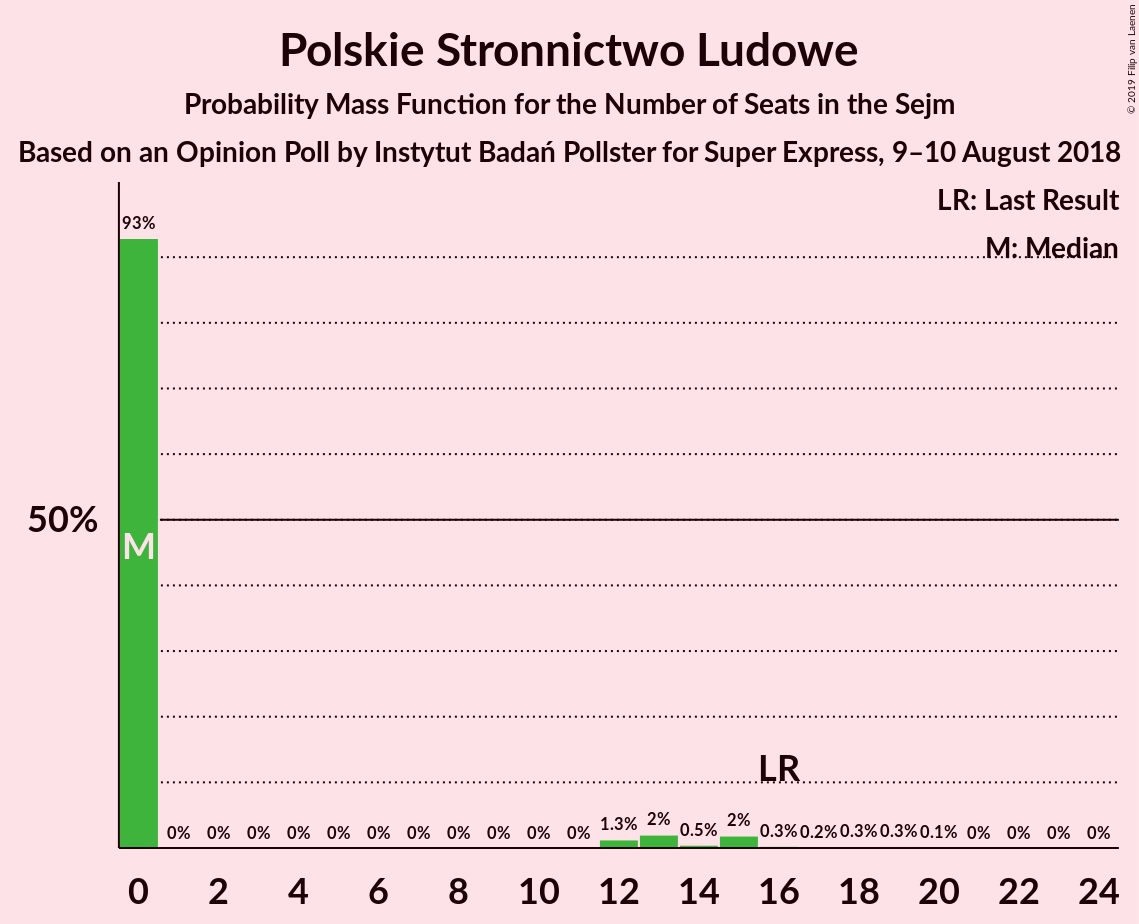 Polskie Stronnictwo Ludowe
Probability Mass Function for the Number of Seats in the Sejm
Based on an Opinion Poll by Instytut Badań Pollster for Super Express, 9–10 August 2018
© 2019 Filip van Laenen
LR: Last Result
M: Median
93%
50%
M
LR
0% 0% 0% 0% 0% 0% 0% 0% 0% 0% 0% 1.3% 2% 0.5% 2% 0.3% 0.2% 0.3% 0.3% 0.1% 0% 0% 0% 0%
0 2 4 6 8 10 12 14 16 18 20 22 24